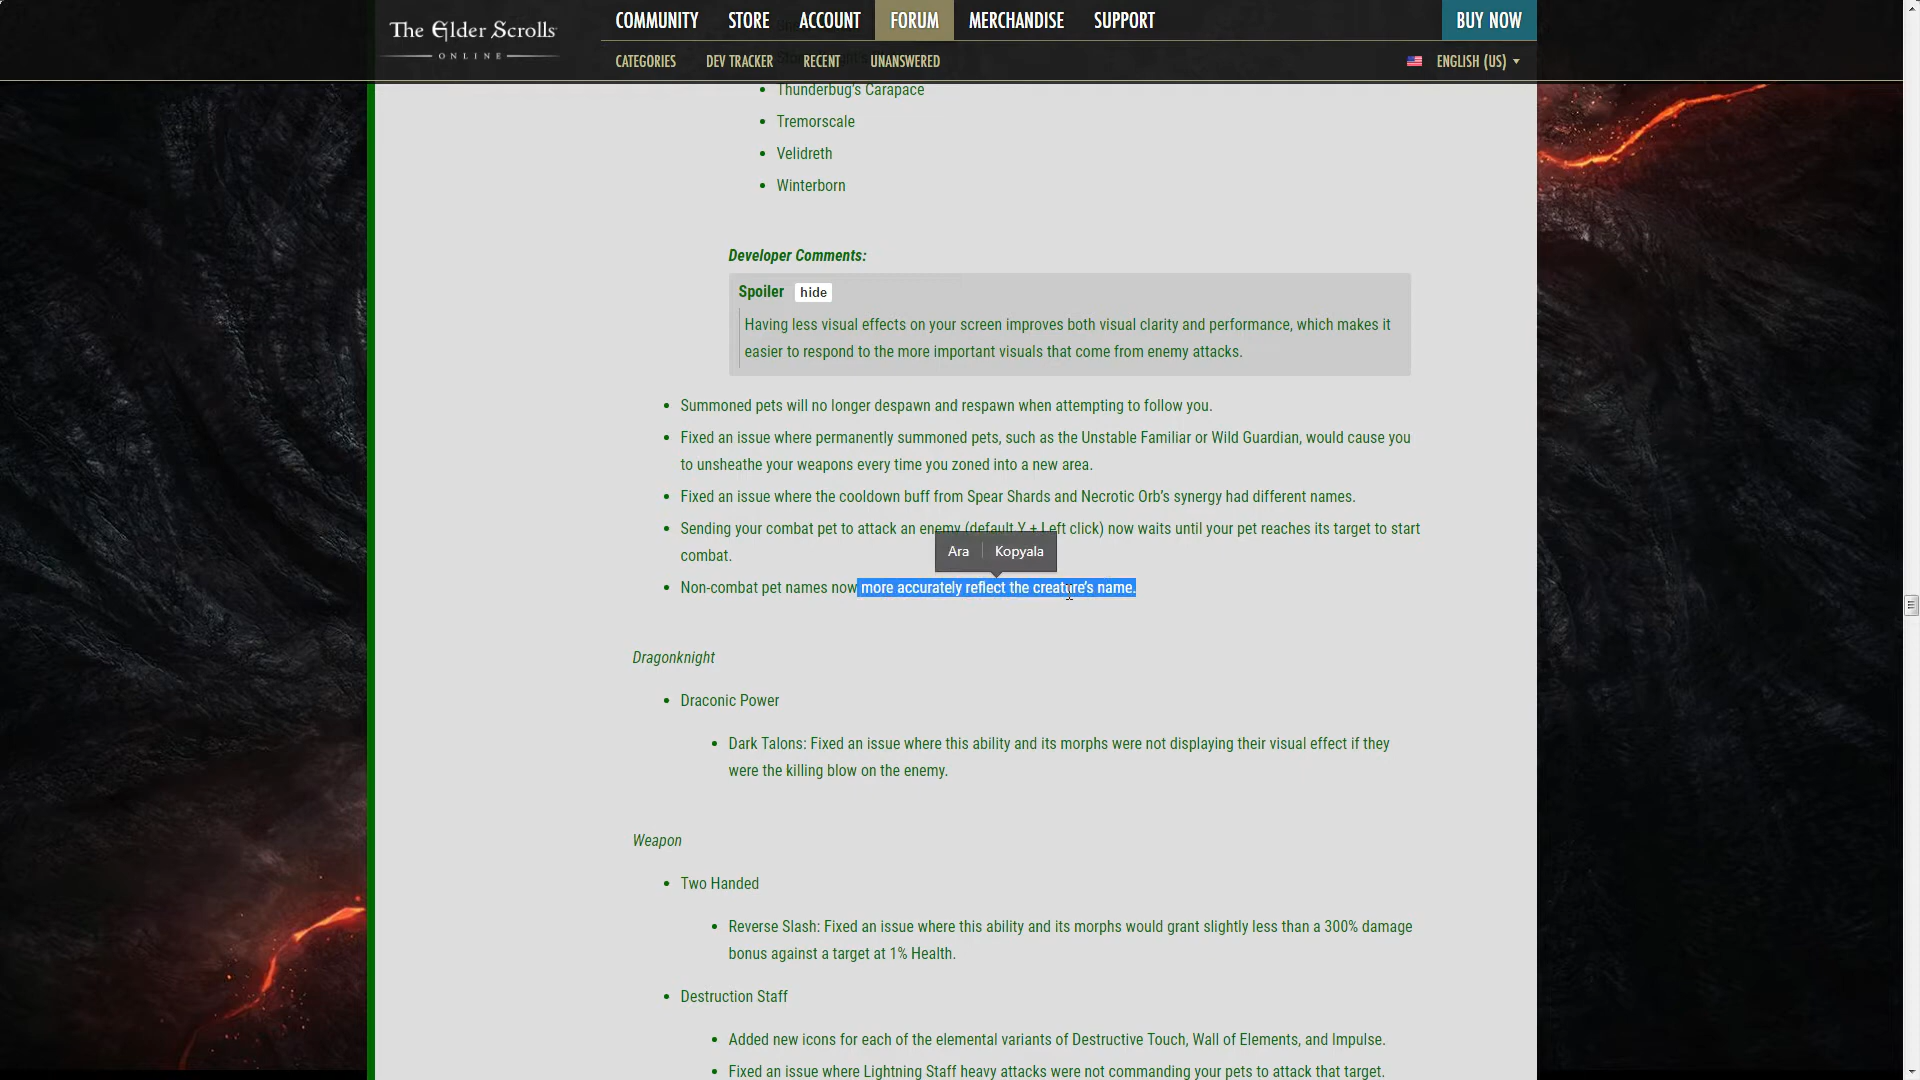 The Elder Scrolls
ONLINE
COMMUNITY STORE ACCOUNT FORUM MERCHANDISE SUPPORT BUY NOW
CATEGORIES DEV TRACKER RECENT UNANSWERED ENGLISH (US)
Thunderbug's Carapace
Tremorscale
Velidreth
Winterborn
Developer Comments:
Spoiler hide
Having less visual effects on your screen improves both visual clarity and performance, which makes it
easier to respond to the more important visuals that come from enemy attacks.
Summoned pets will no longer despawn and respawn when attempting to follow you.
Fixed an issue where permanently summoned pets, such as the Unstable Familiar or Wild Guardian, would cause you
to unsheathe your weapons every time you zoned into a new area.
Fixed an issue where the cooldown buff from Spear Shards and Necrotic Orb’s synergy had different names.
Sending your combat pet to attack an enemy (default Y + Left click) now waits until your pet reaches its target to start
combat.
Ara Kopyala
Non-combat pet names now more accurately reflect the creature’s name.
Dragonknight
Draconic Power
Dark Talons: Fixed an issue where this ability and its morphs were not displaying their visual effect if they
were the killing blow on the enemy.
Weapon
Two Handed
Reverse Slash: Fixed an issue where this ability and its morphs would grant slightly less than a 300% damage
bonus against a target at 1% Health.
Destruction Staff
Added new icons for each of the elemental variants of Destructive Touch, Wall of Elements, and Impulse.
Fixed an issue where Lightning Staff heavy attacks were not commanding your pets to attack that target.